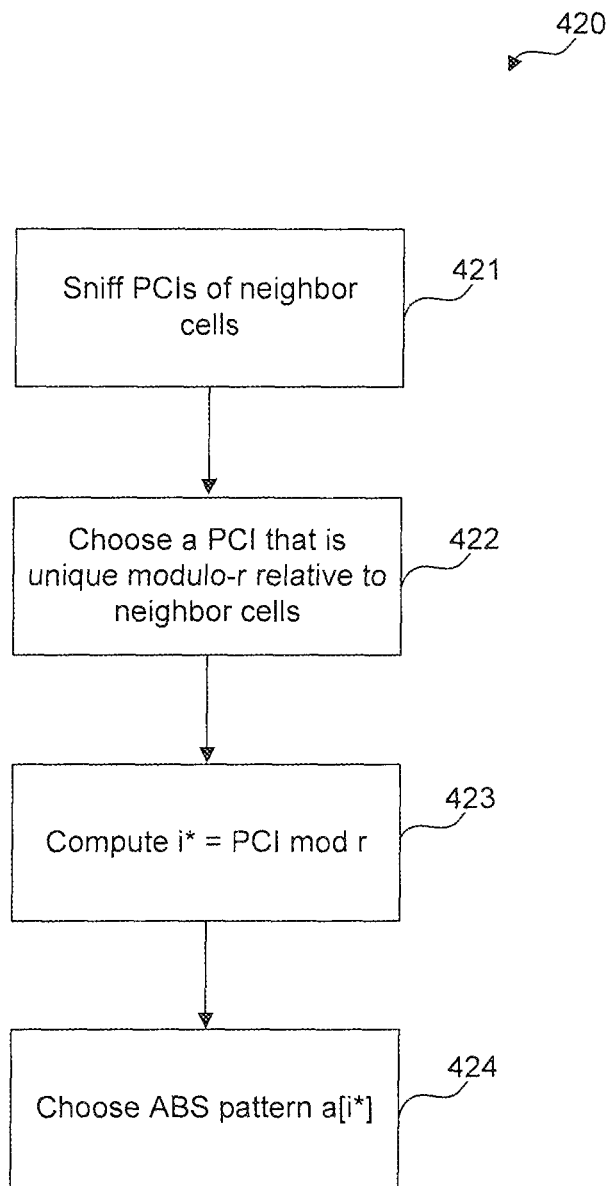 420
Sniff PCIs of neighbor
cells
421
Choose a PCI that is
unique modulo-r relative to
neighbor cells
422
Compute i* = PCI mod r
423
Choose ABS pattern a[i*]
424